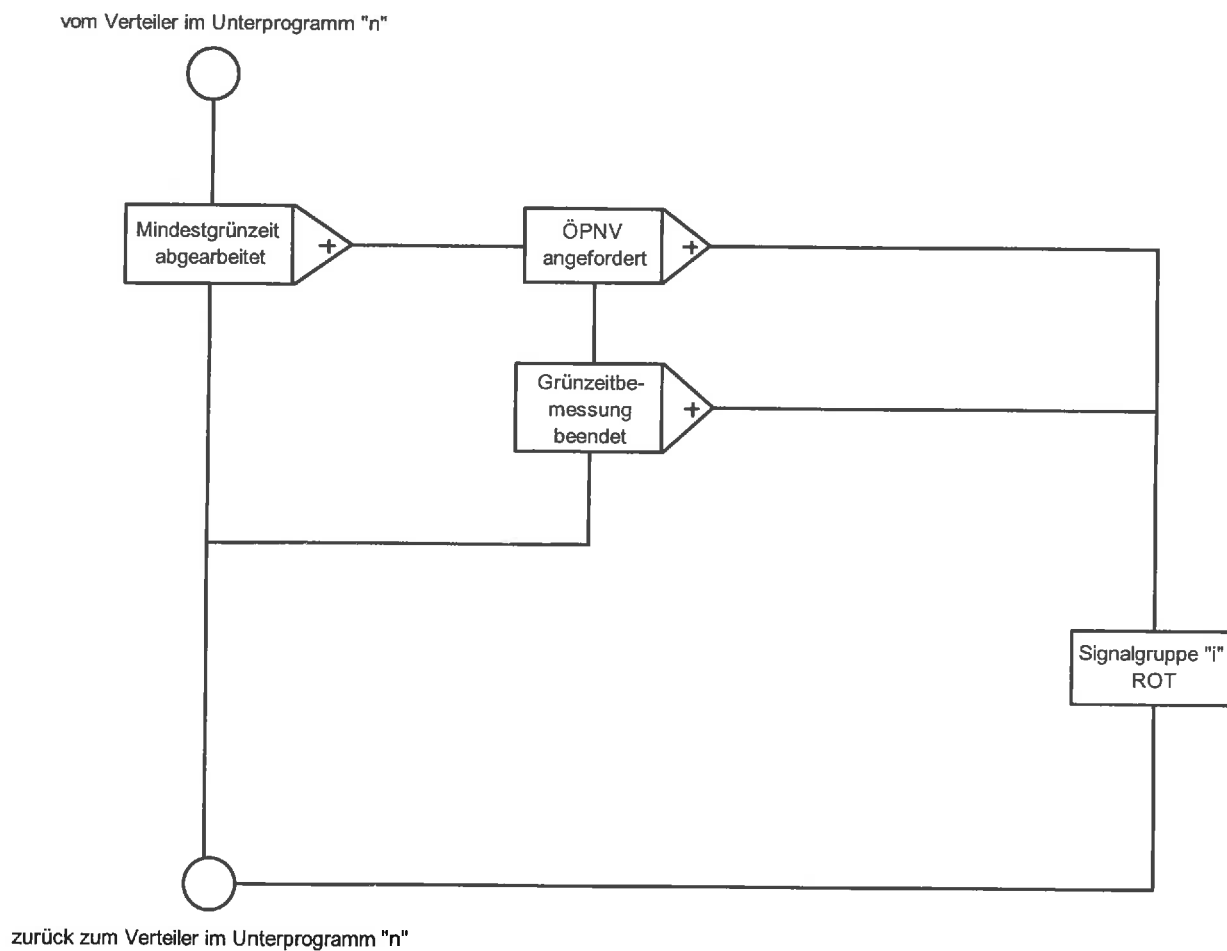 vom Verteiler im Unterprogramm "n"
Mindestgrünzeit
abgearbeitet
+
ÖPNV
angefordert
+
Grünzeitbe-
messung
beendet
+
Signalgruppe "i"
ROT
zurück zum Verteiler im Unterprogramm "n"